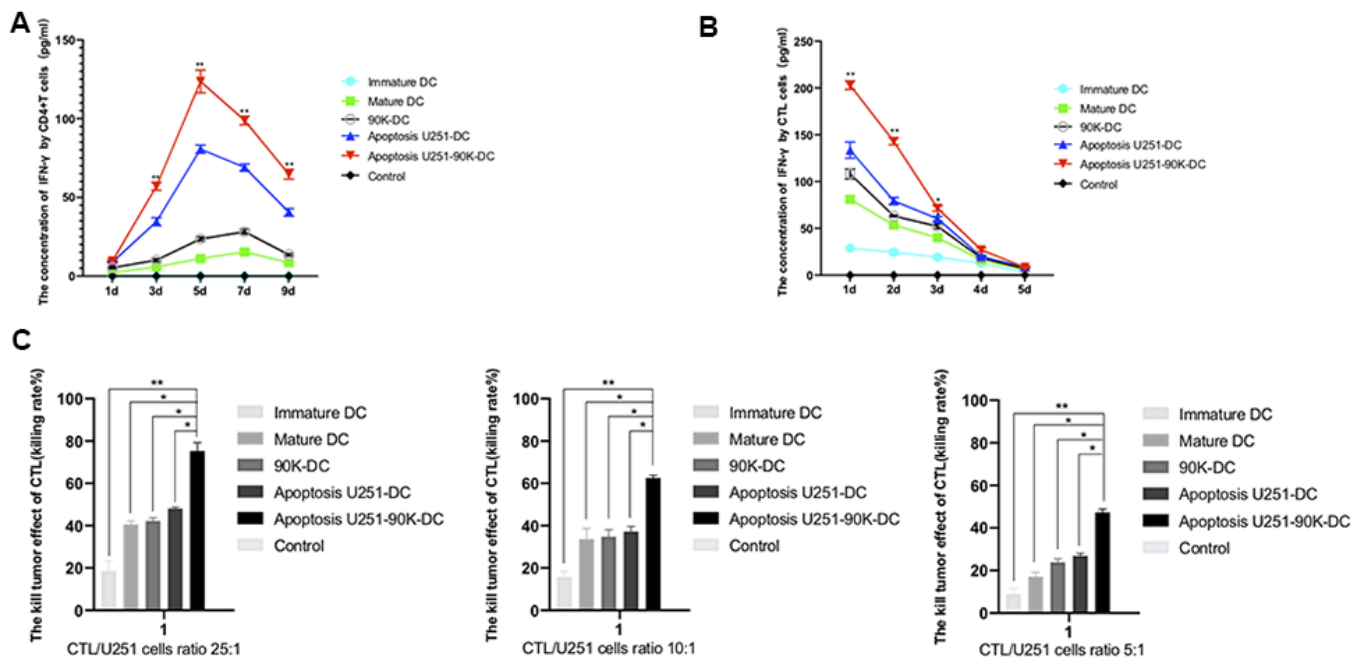 A
The concentration of IFN-γ by CD4+T cells (pg/ml)
150
100
50
0
1d 3d 5d 7d 9d
** ** ** **
Immature DC
Mature DC
90K-DC
Apoptosis U251-DC
Apoptosis U251-90K-DC
Control
B
The concentration of IFN-γ by CTL cells (pg/ml)
250
200
150
100
50
0
1d 2d 3d 4d 5d
** ** *
Immature DC
Mature DC
90K-DC
Apoptosis U251-DC
Apoptosis U251-90K-DC
Control
C
The kill tumor effect of CTL(killing rate%)
100
80
60
40
20
0
**
*
*
*
1
CTL/U251 cells ratio 25:1
Immature DC
Mature DC
90K-DC
Apoptosis U251-DC
Apoptosis U251-90K-DC
Control
The kill tumor effect of CTL(killing rate%)
100
80
60
40
20
0
**
*
*
*
1
CTL/U251 cells ratio 10:1
Immature DC
Mature DC
90K-DC
Apoptosis U251-DC
Apoptosis U251-90K-DC
Control
The kill tumor effect of CTL(killing rate%)
100
80
60
40
20
0
**
*
*
*
1
CTL/U251 cells ratio 5:1
Immature DC
Mature DC
90K-DC
Apoptosis U251-DC
Apoptosis U251-90K-DC
Control